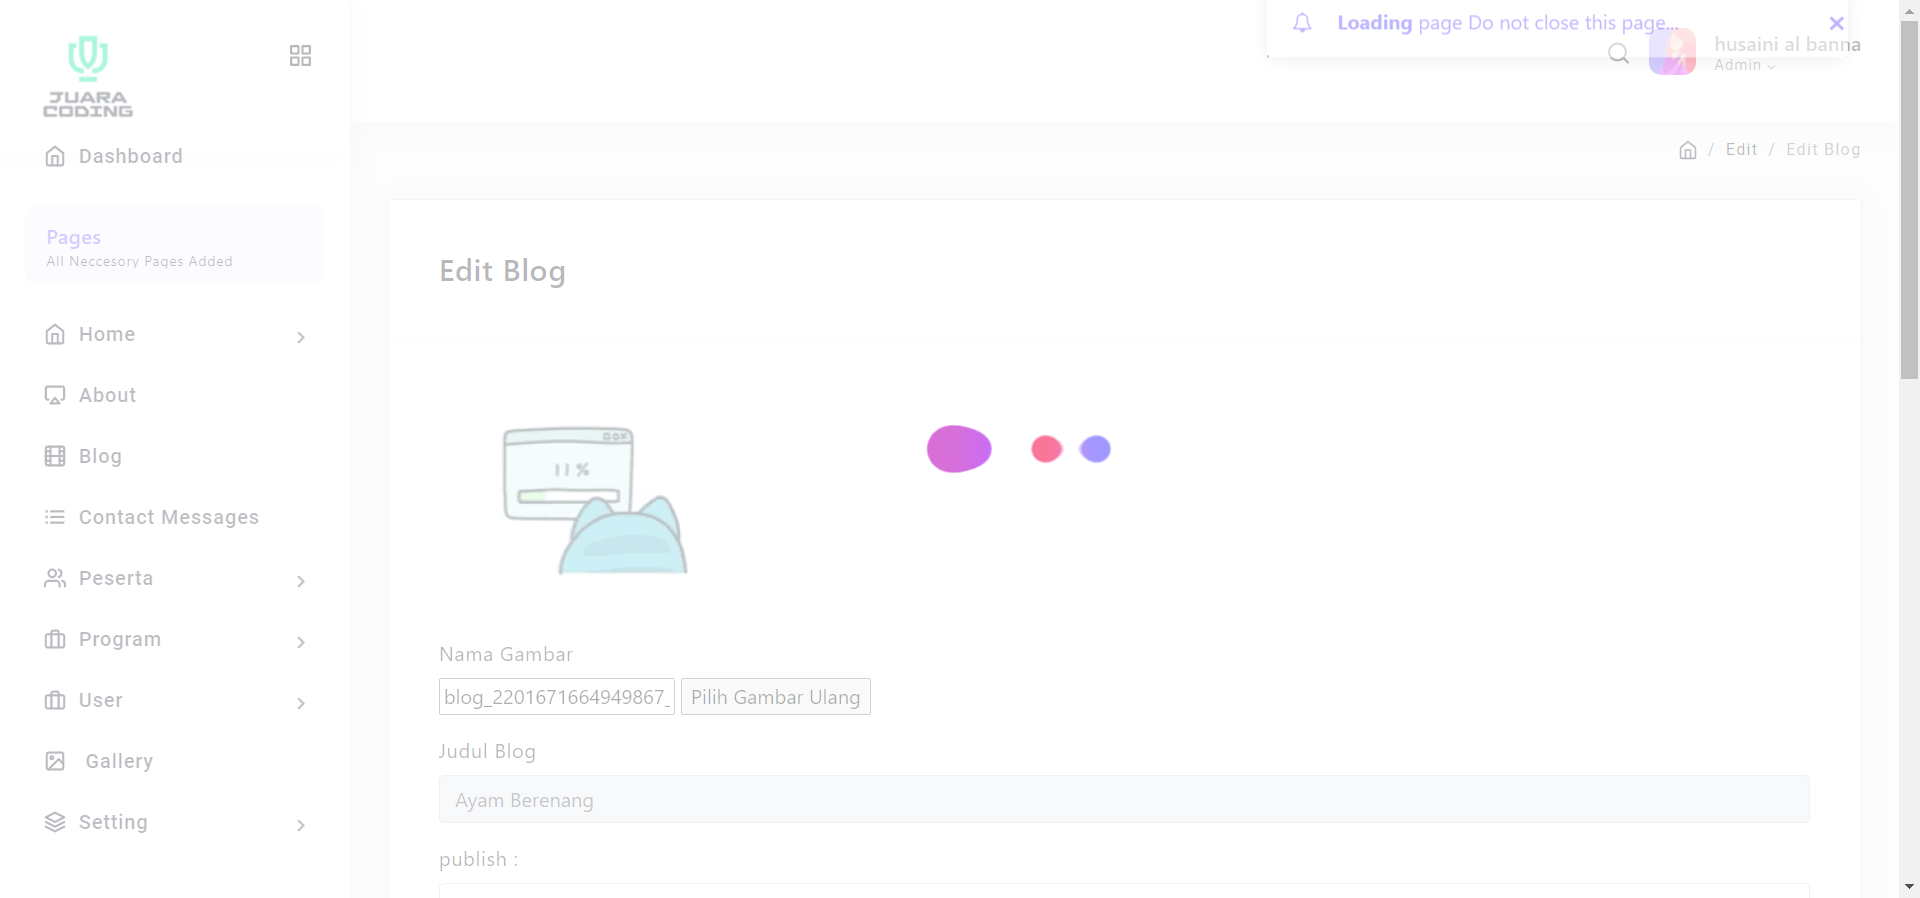 JUARA
CODING
Loading page Do not close this page...
husaini al banna
Admin
Dashboard
/ Edit / Edit Blog
Pages
All Neccesory Pages Added
Edit Blog
Home
About
Blog
Contact Messages
Peserta
Program
User
Gallery
Setting
11%
Nama Gambar
blog_2201671664949867_
Pilih Gambar Ulang
Judul Blog
Ayam Berenang
publish :